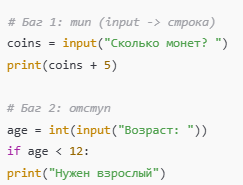 # Баг 1: тип (input -> строка)
coins = input("Сколько монет? ")
print(coins + 5)
# Баг 2: отступ
age = int(input("Возраст: "))
if age < 12:
print("Нужен взрослый")